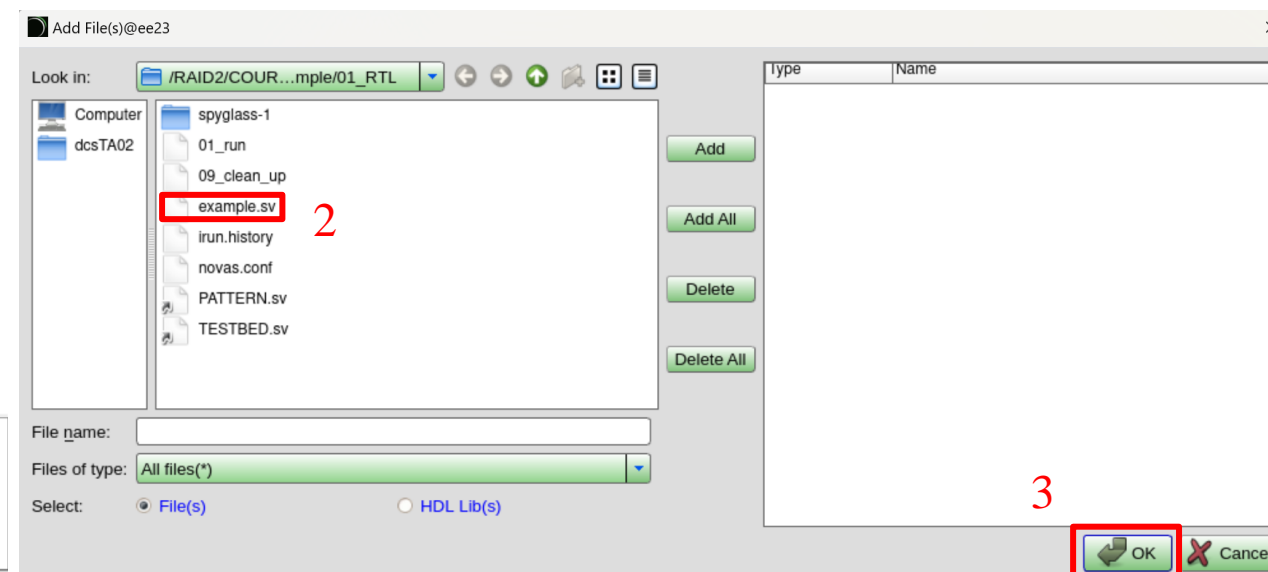 Add File(s)@ee23
Look in:
/RAID2/COUR...mple/01_RTL
Type
Name
Computer
dcsTA02
spyglass-1
01_run
09_clean_up
example.sv
2
irun.history
novas.conf
PATTERN.sv
TESTBED.sv
Add
Add All
Delete
Delete All
File name:
Files of type:
All files(*)
Select:
File(s)
HDL Lib(s)
3
OK
Cance